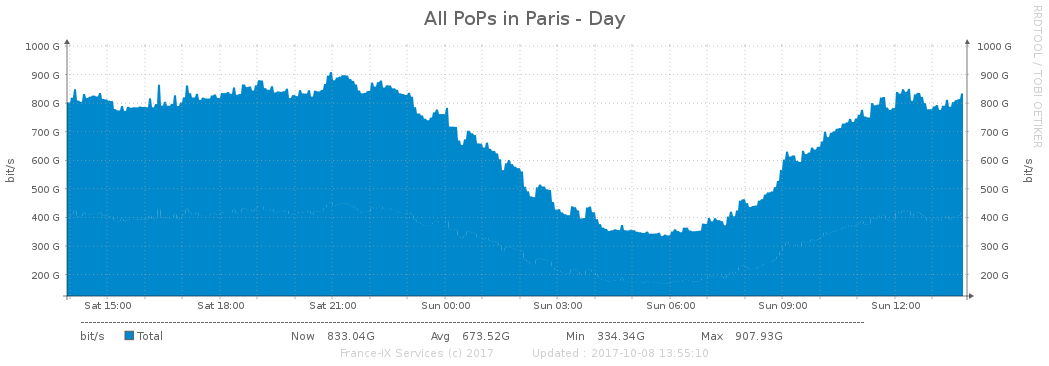 All PoPs in Paris - Day
RRDTOOL / TOBI OETIKER
1000 G 1000 G
900 G 900 G
800 G 800 G
700 G 700 G
600 G 600 G
500 G 500 G
400 G 400 G
300 G 300 G
200 G 200 G
bit/s bit/s
Sat 15:00 Sat 18:00 Sat 21:00 Sun 00:00 Sun 03:00 Sun 06:00 Sun 09:00 Sun 12:00
bit/s Total Now 833.04G Avg 673.52G Min 334.34G Max 907.93G
France-IX Services (c) 2017 Updated : 2017-10-08 13:55:10